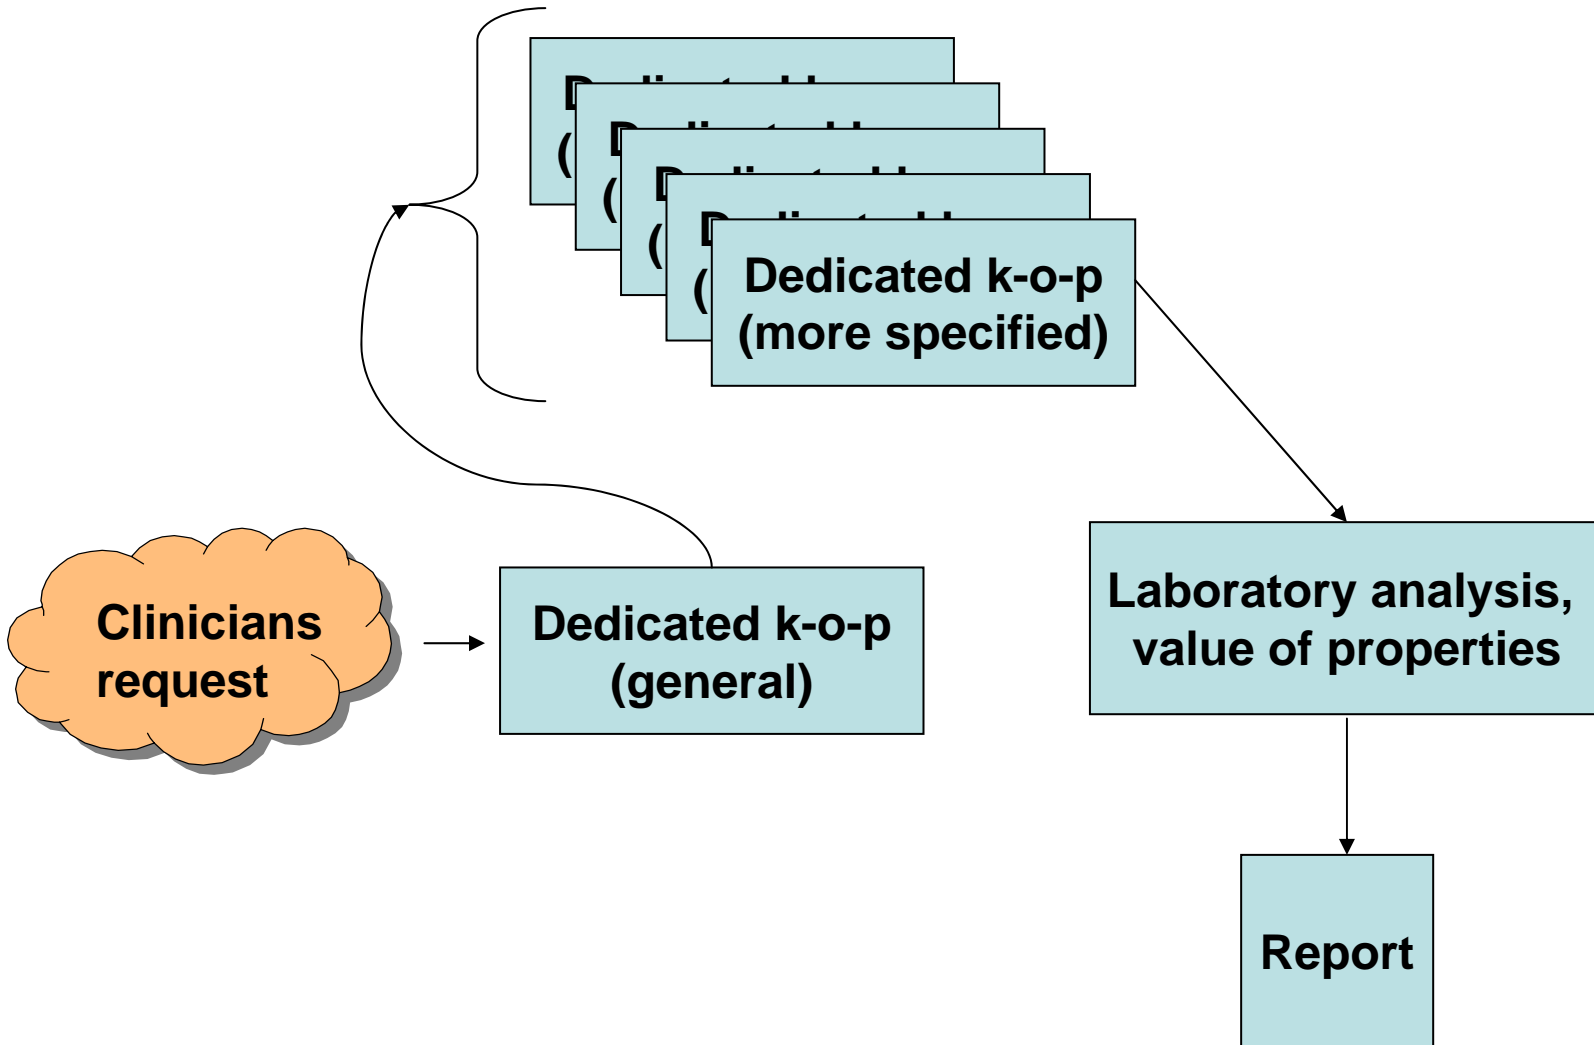 Dedicated k-o-p
(more specified)
Clinicians
request
Dedicated k-o-p
(general)
Laboratory analysis,
value of properties
Report